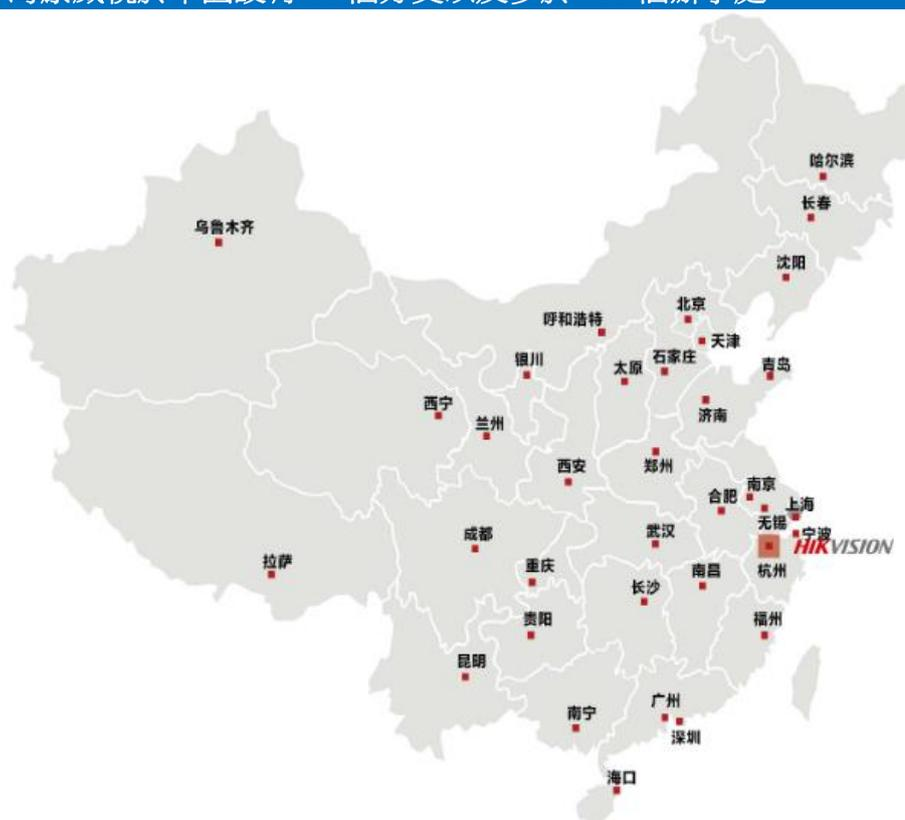 哈尔滨
长春
乌鲁木齐
沈阳
北京
呼和浩特
天津
石家庄
银川
太原
青岛
西宁
济南
兰州
西安
郑州
合肥
南京
上海
无锡
宁波
成都
武汉
HIKVISION
拉萨
重庆
南昌
杭州
长沙
贵阳
福州
昆明
广州
南宁
深圳
海口